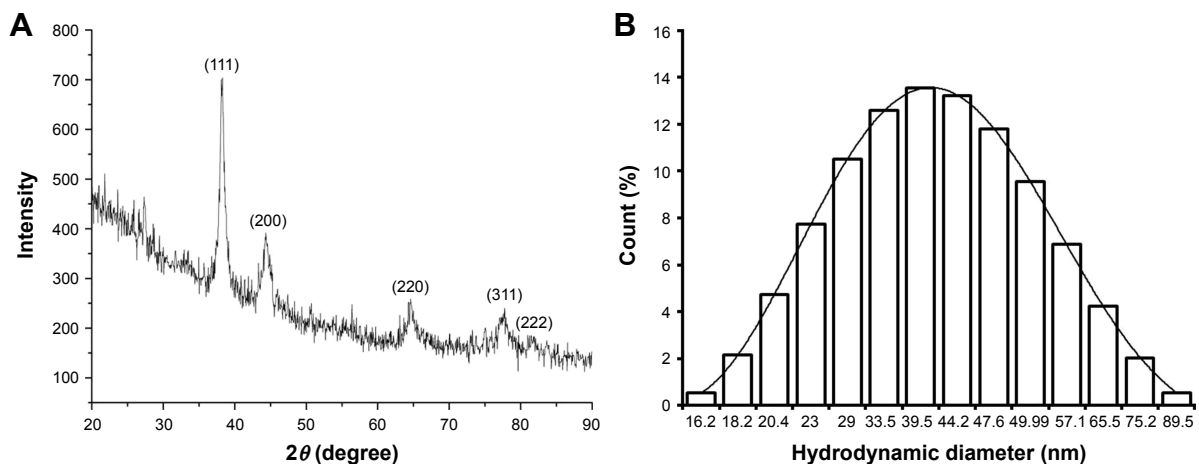 A
800
700
600
500
400
300
200
100
Intensity
(111)
(200)
(220)
(311)
(222)
20 30 40 50 60 70 80 90
2θ (degree)
B
16
14
12
10
8
6
4
2
0
Count (%)
16.2 18.2 20.4 23 29 33.5 39.5 44.2 47.6 49.99 57.1 65.5 75.2 89.5
Hydrodynamic diameter (nm)